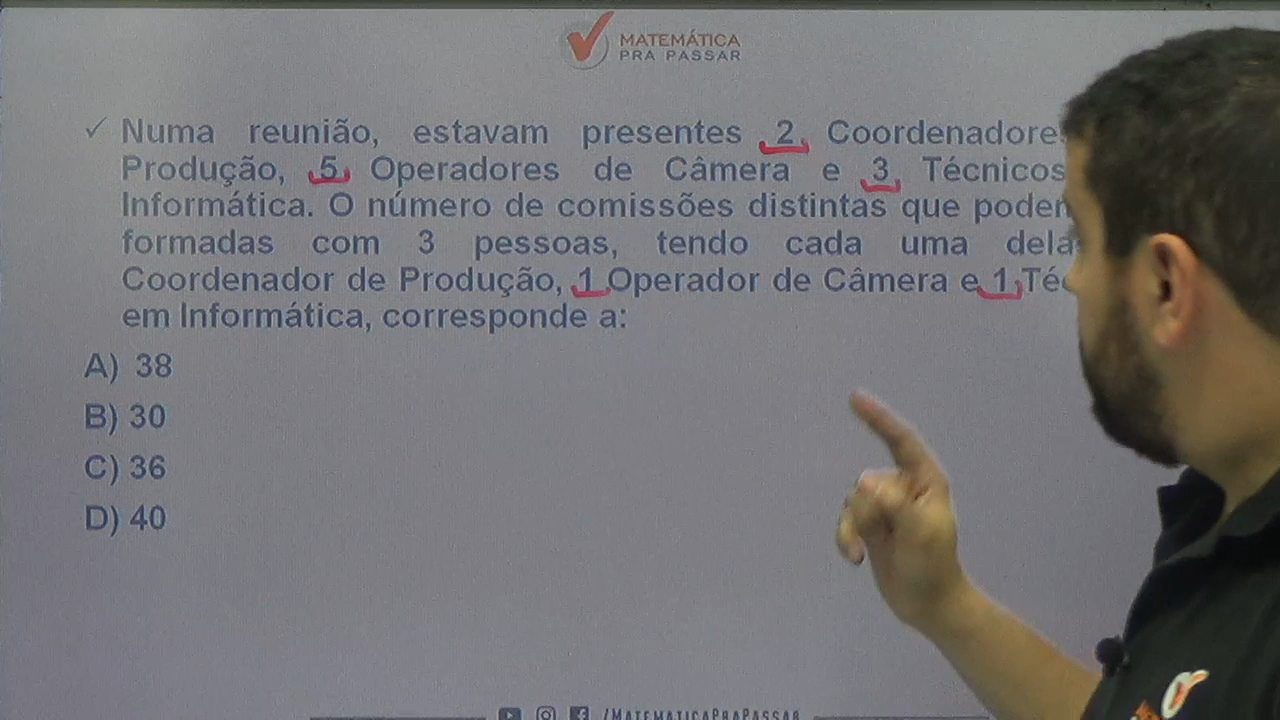 MATEMÁTICA
PRA PASSAR
✓ Numa reunião, estavam presentes 2 Coordenadore
Produção, 5 Operadores de Câmera e 3 Técnicos
Informática. O número de comissões distintas que podem
formadas com 3 pessoas, tendo cada uma dela
Coordenador de Produção, 1 Operador de Câmera e 1 Téc
em Informática, corresponde a:
A) 38
B) 30
C) 36
D) 40
/MATEMATICAPRAPASSAR